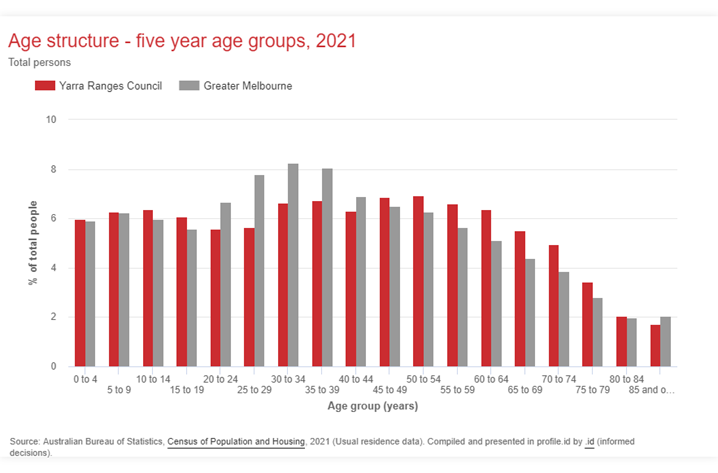 Age structure - five year age groups, 2021
Total persons
Yarra Ranges Council Greater Melbourne
10
8
6
4
2
0
% of total people
0 to 4 10 to 14 20 to 24 30 to 34 40 to 44 50 to 54 60 to 64 70 to 74 80 to 84
5 to 9 15 to 19 25 to 29 35 to 39 45 to 49 55 to 59 65 to 69 75 to 79 85 and o...
Age group (years)
Source: Australian Bureau of Statistics, Census of Population and Housing, 2021 (Usual residence data). Compiled and presented in profile.id by .id (informed
decisions).